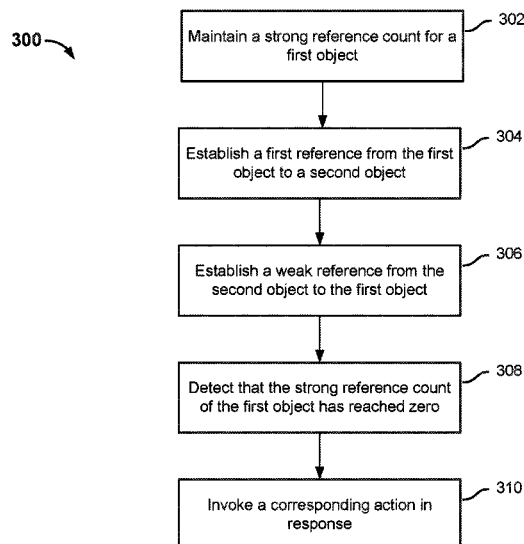 300
302
Maintain a strong reference count for a
first object
304
Establish a first reference from the first
object to a second object
306
Establish a weak reference from the
second object to the first object
308
Detect that the strong reference count
of the first object has reached zero
310
Invoke a corresponding action in
response